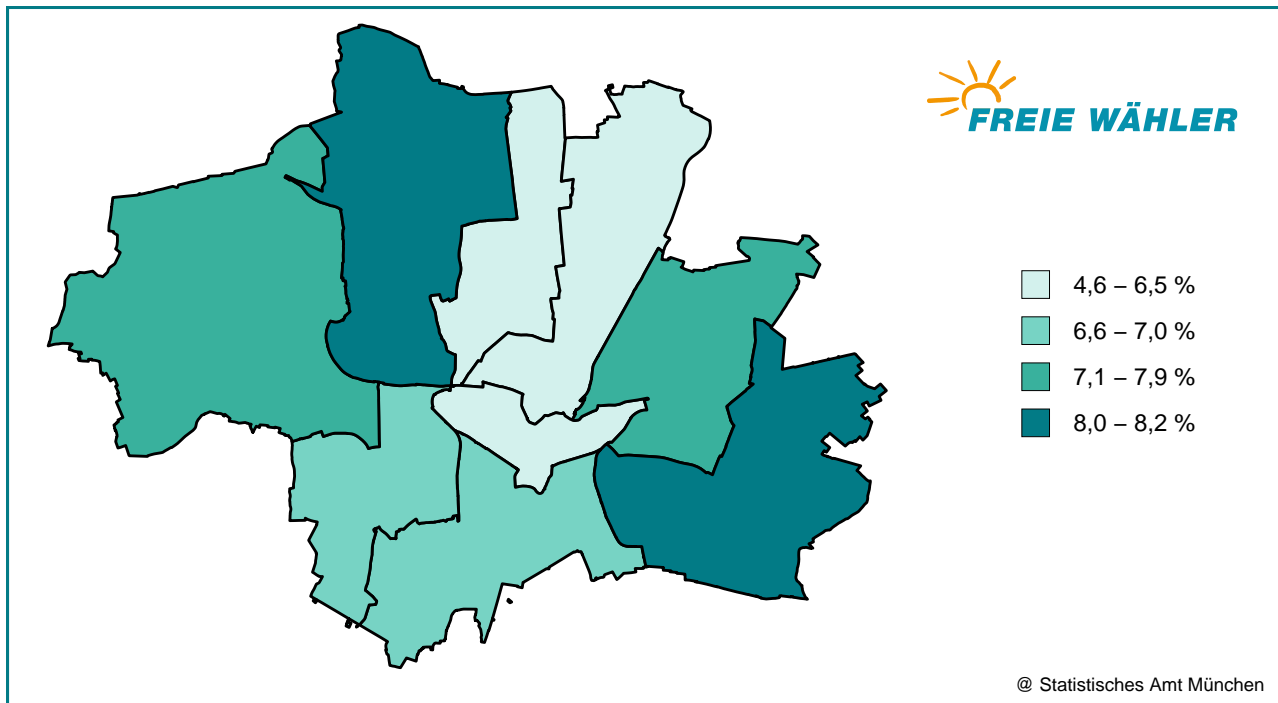 FREIE WÄHLER
4,6 – 6,5 %
6,6 – 7,0 %
7,1 – 7,9 %
8,0 – 8,2 %
@ Statistisches Amt München